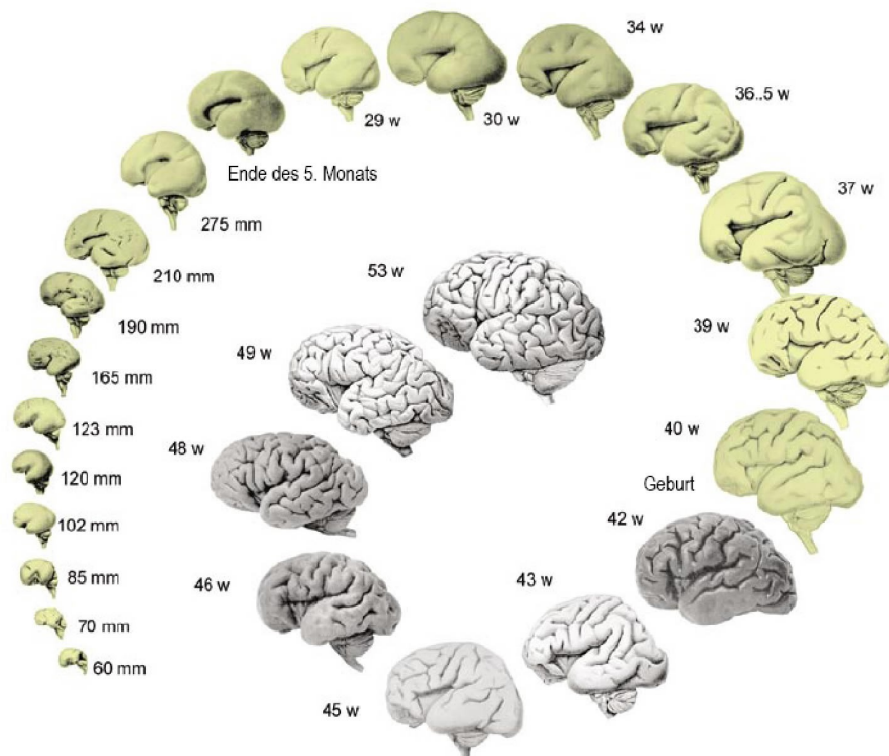 60 mm
70 mm
85 mm
102 mm
120 mm
123 mm
165 mm
190 mm
210 mm
275 mm
Ende des 5. Monats
29 w
30 w
34 w
36..5 w
37 w
39 w
40 w
Geburt
42 w
43 w
45 w
46 w
48 w
49 w
53 w